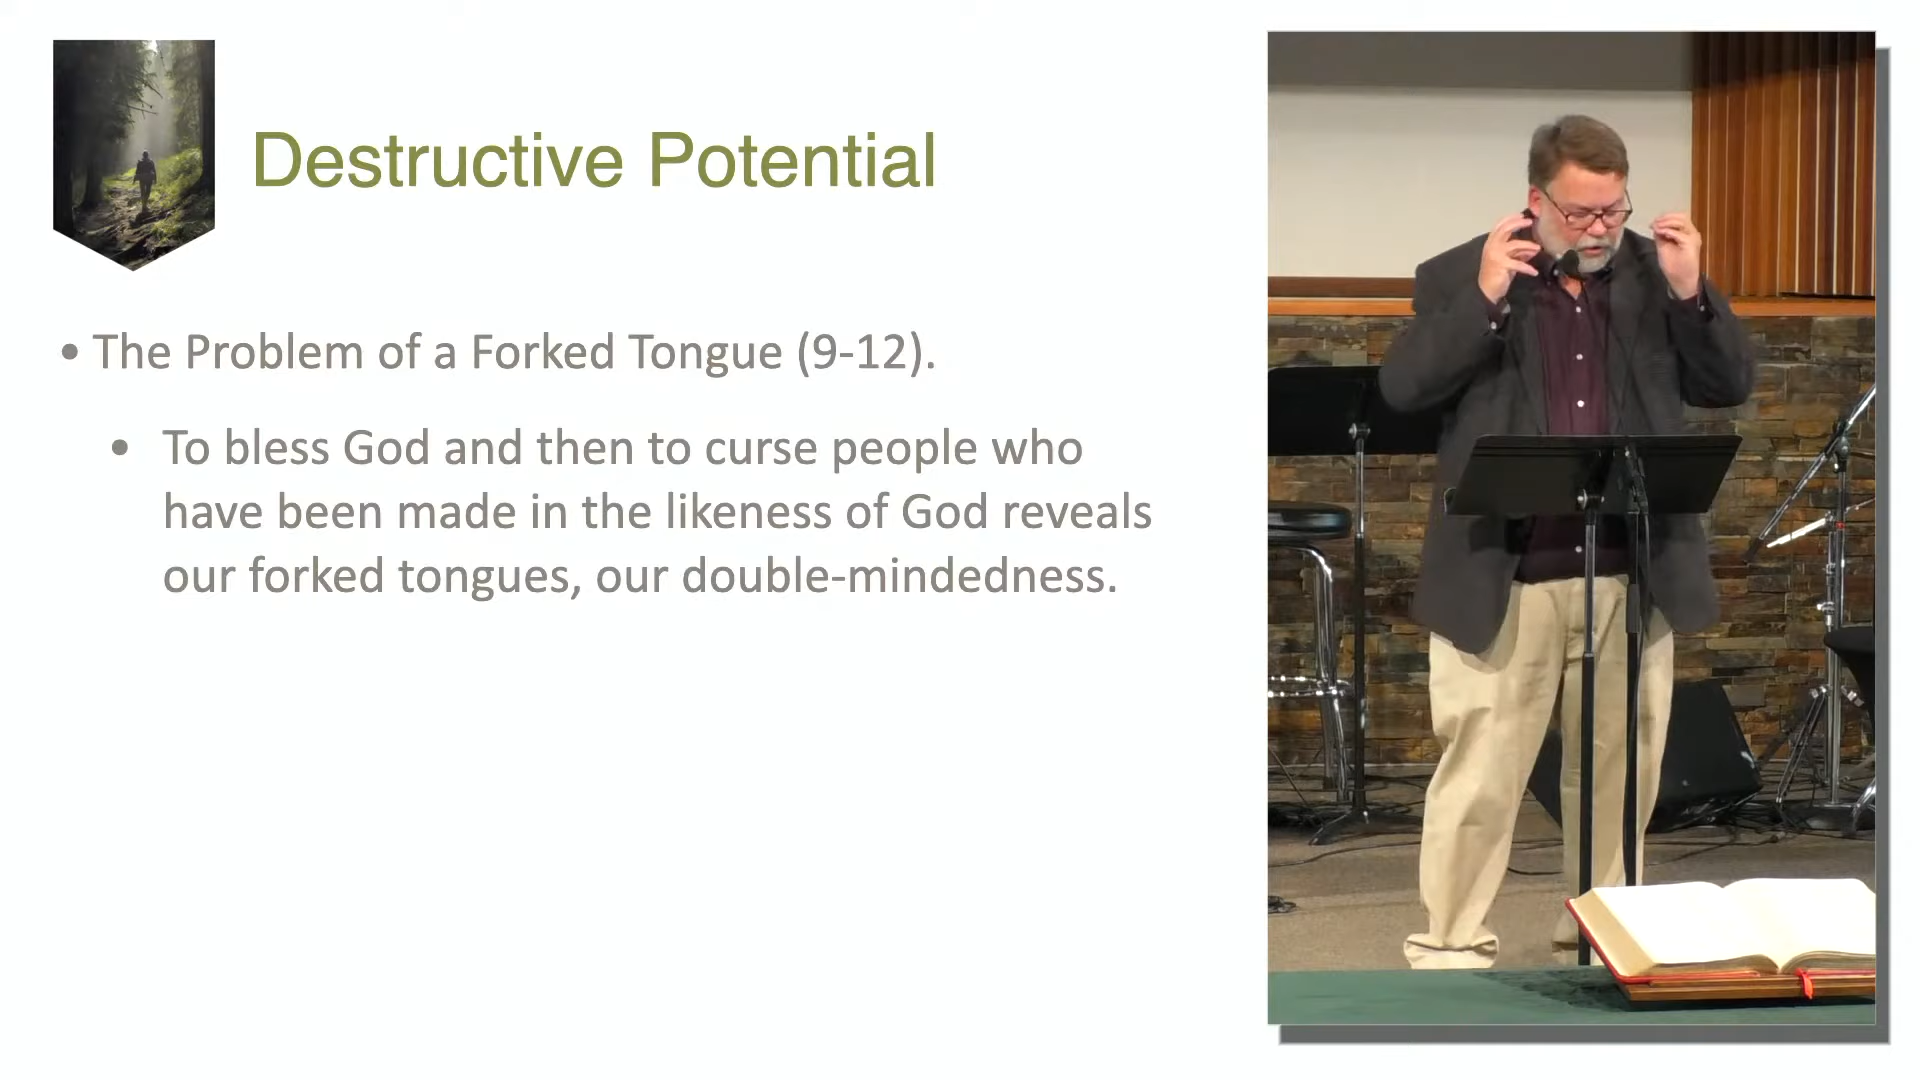 Destructive Potential
• The Problem of a Forked Tongue (9-12).
• To bless God and then to curse people who
have been made in the likeness of God reveals
our forked tongues, our double-mindedness.